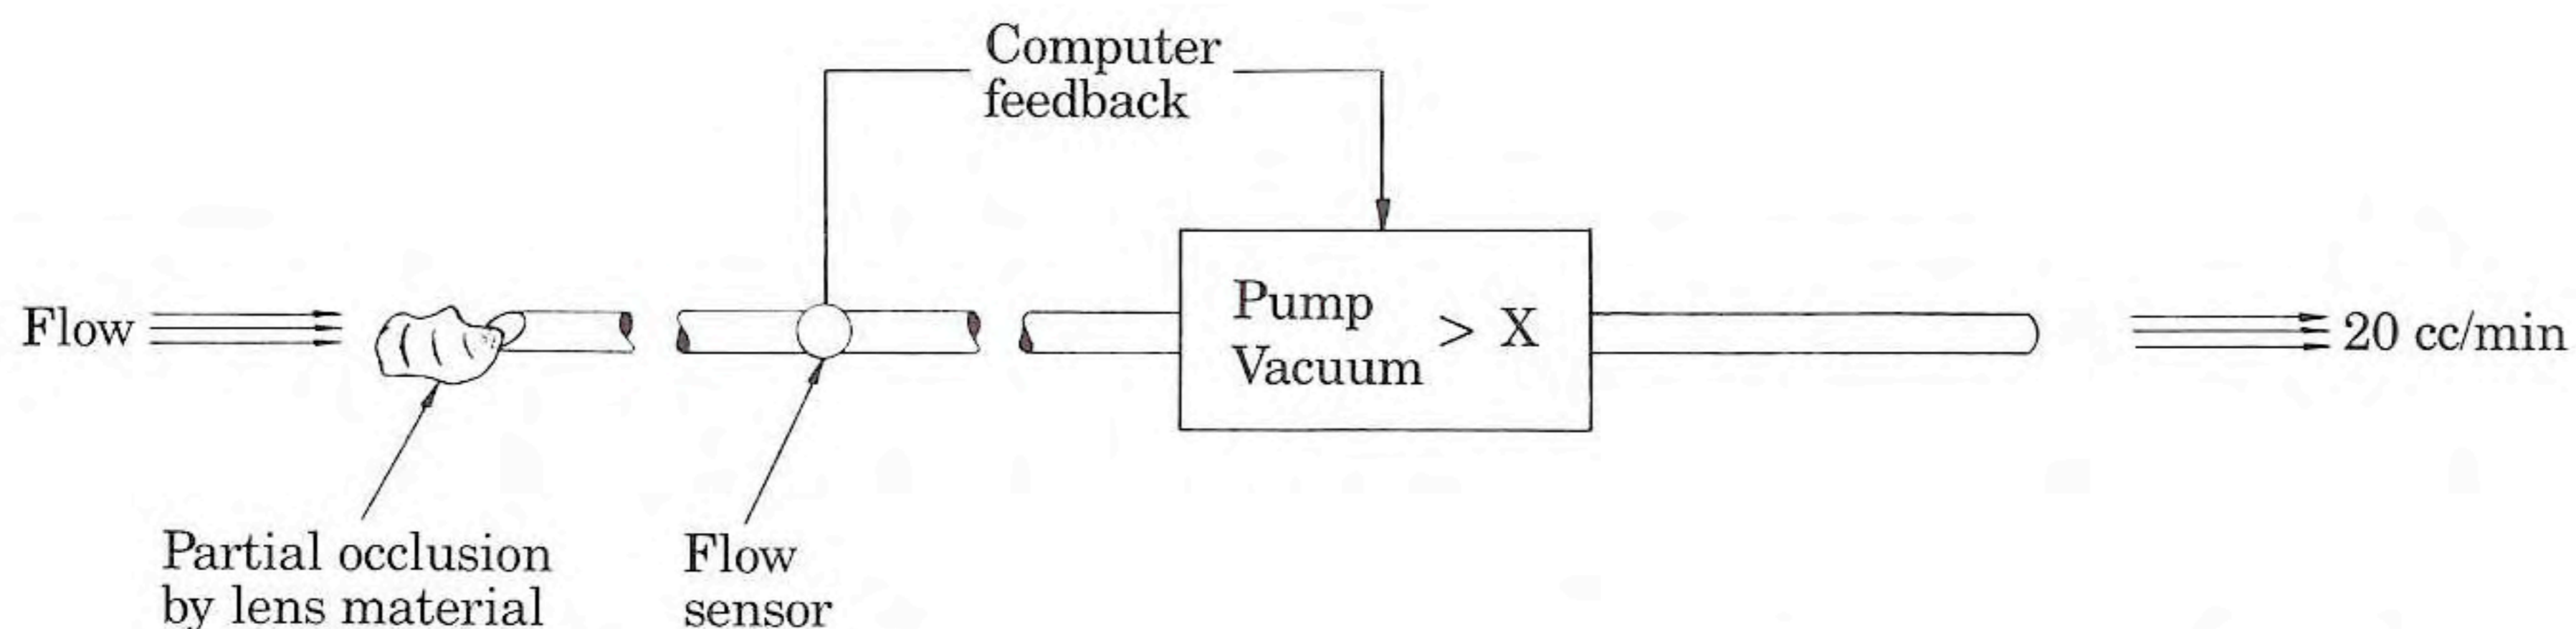 Computer
feedback
Flow
Pump
Vacuum > X
20 cc/min
Partial occlusion
by lens material
Flow
sensor